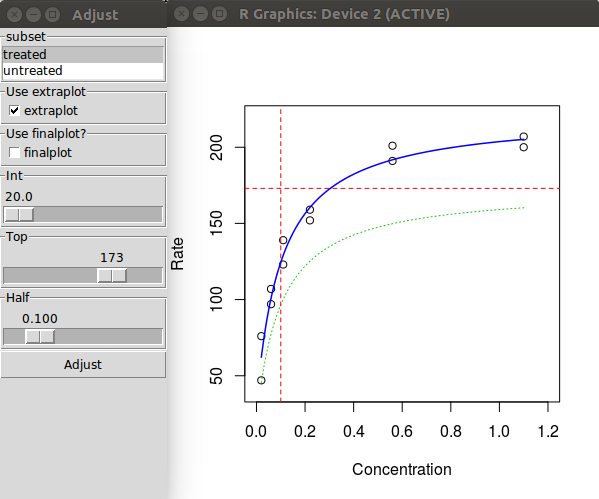 Adjust
subset
treated
untreated
Use extraplot
extraplot
Use finalplot?
finalplot
Int
20.0
Top
173
Half
0.100
Adjust
R Graphics: Device 2 (ACTIVE)
Rate
200
150
100
50
0.0 0.2 0.4 0.6 0.8 1.0 1.2
Concentration